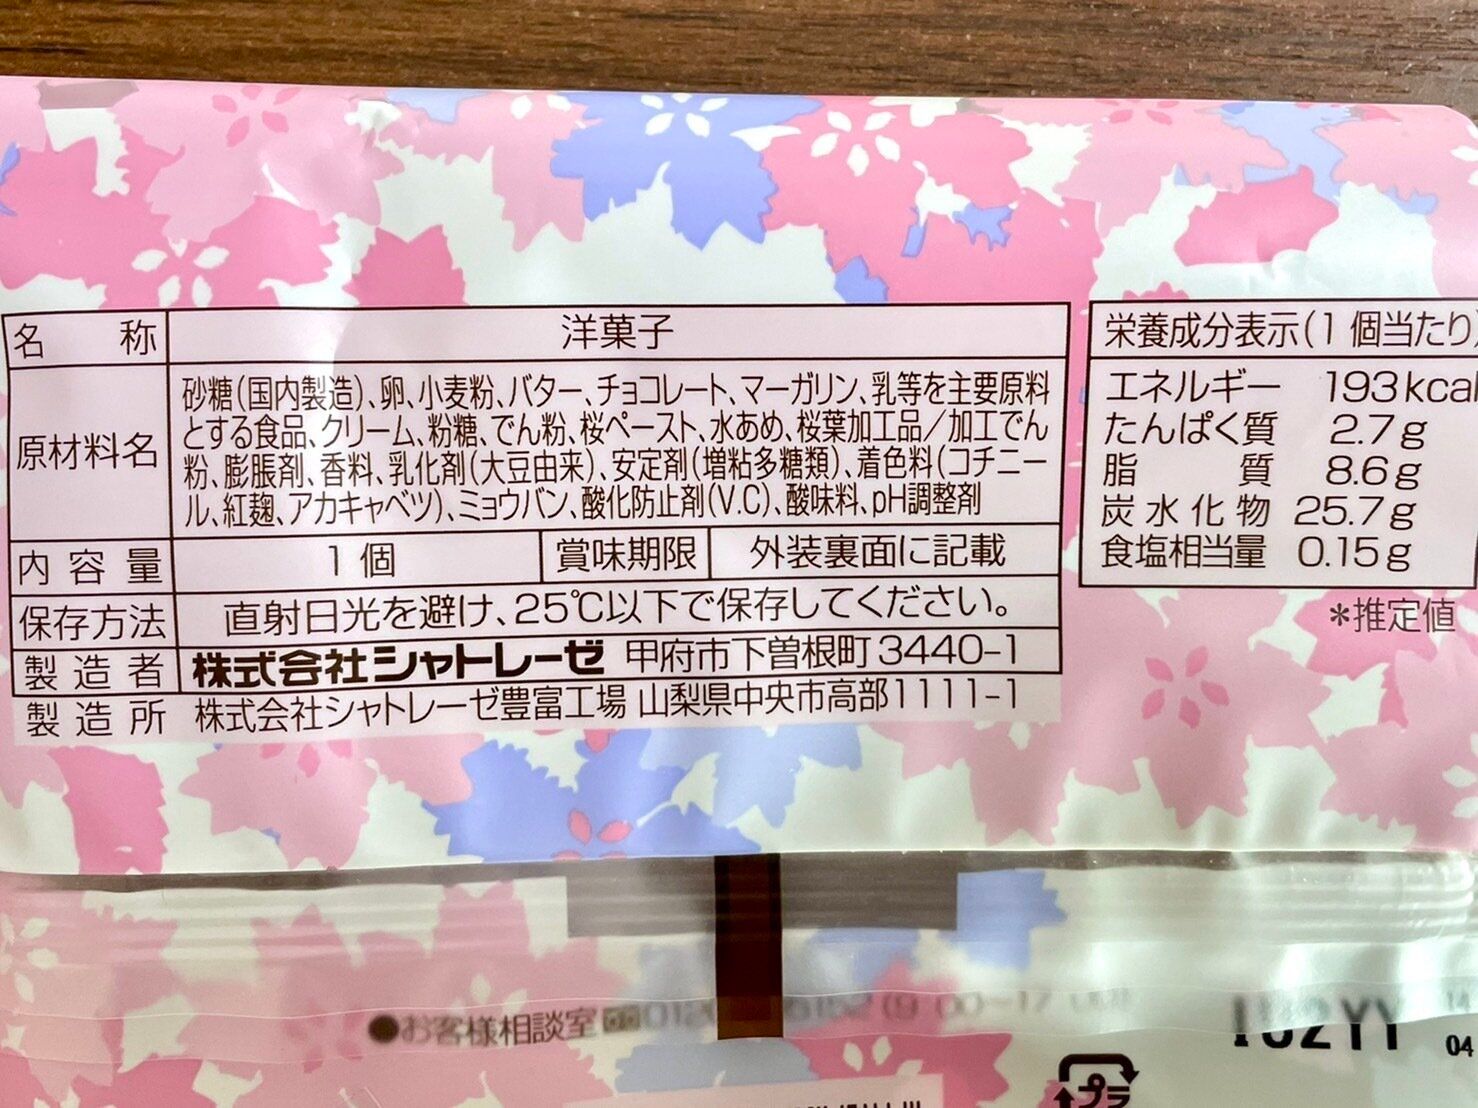 名称 洋菓子
原材料名
砂糖(国内製造)、卵、小麦粉、バター、チョコレート、マーガリン、乳等を主要原料
とする食品、クリーム、粉糖、でん粉、桜ペースト、水あめ、桜葉加工品/加工でん
粉、膨脹剤、香料、乳化剤(大豆由来)、安定剤(増粘多糖類)、着色料(コチニー
ル、紅麹、アカキャベツ)、ミョウバン、酸化防止剤(V.C)、酸味料、pH調整剤
内容量 1個 賞味期限 外装裏面に記載
保存方法 直射日光を避け、25℃以下で保存してください。
製造者 株式会社シャトレーゼ 甲府市下曽根町3440-1
製造所 株式会社シャトレーゼ豊富工場 山梨県中央市高部1111-1
栄養成分表示(1個当たり)
エネルギー 193kcal
たんぱく質 2.7g
脂質 8.6g
炭水化物 25.7g
食塩相当量 0.15g
*推定値
●お客様相談室
04
プラ